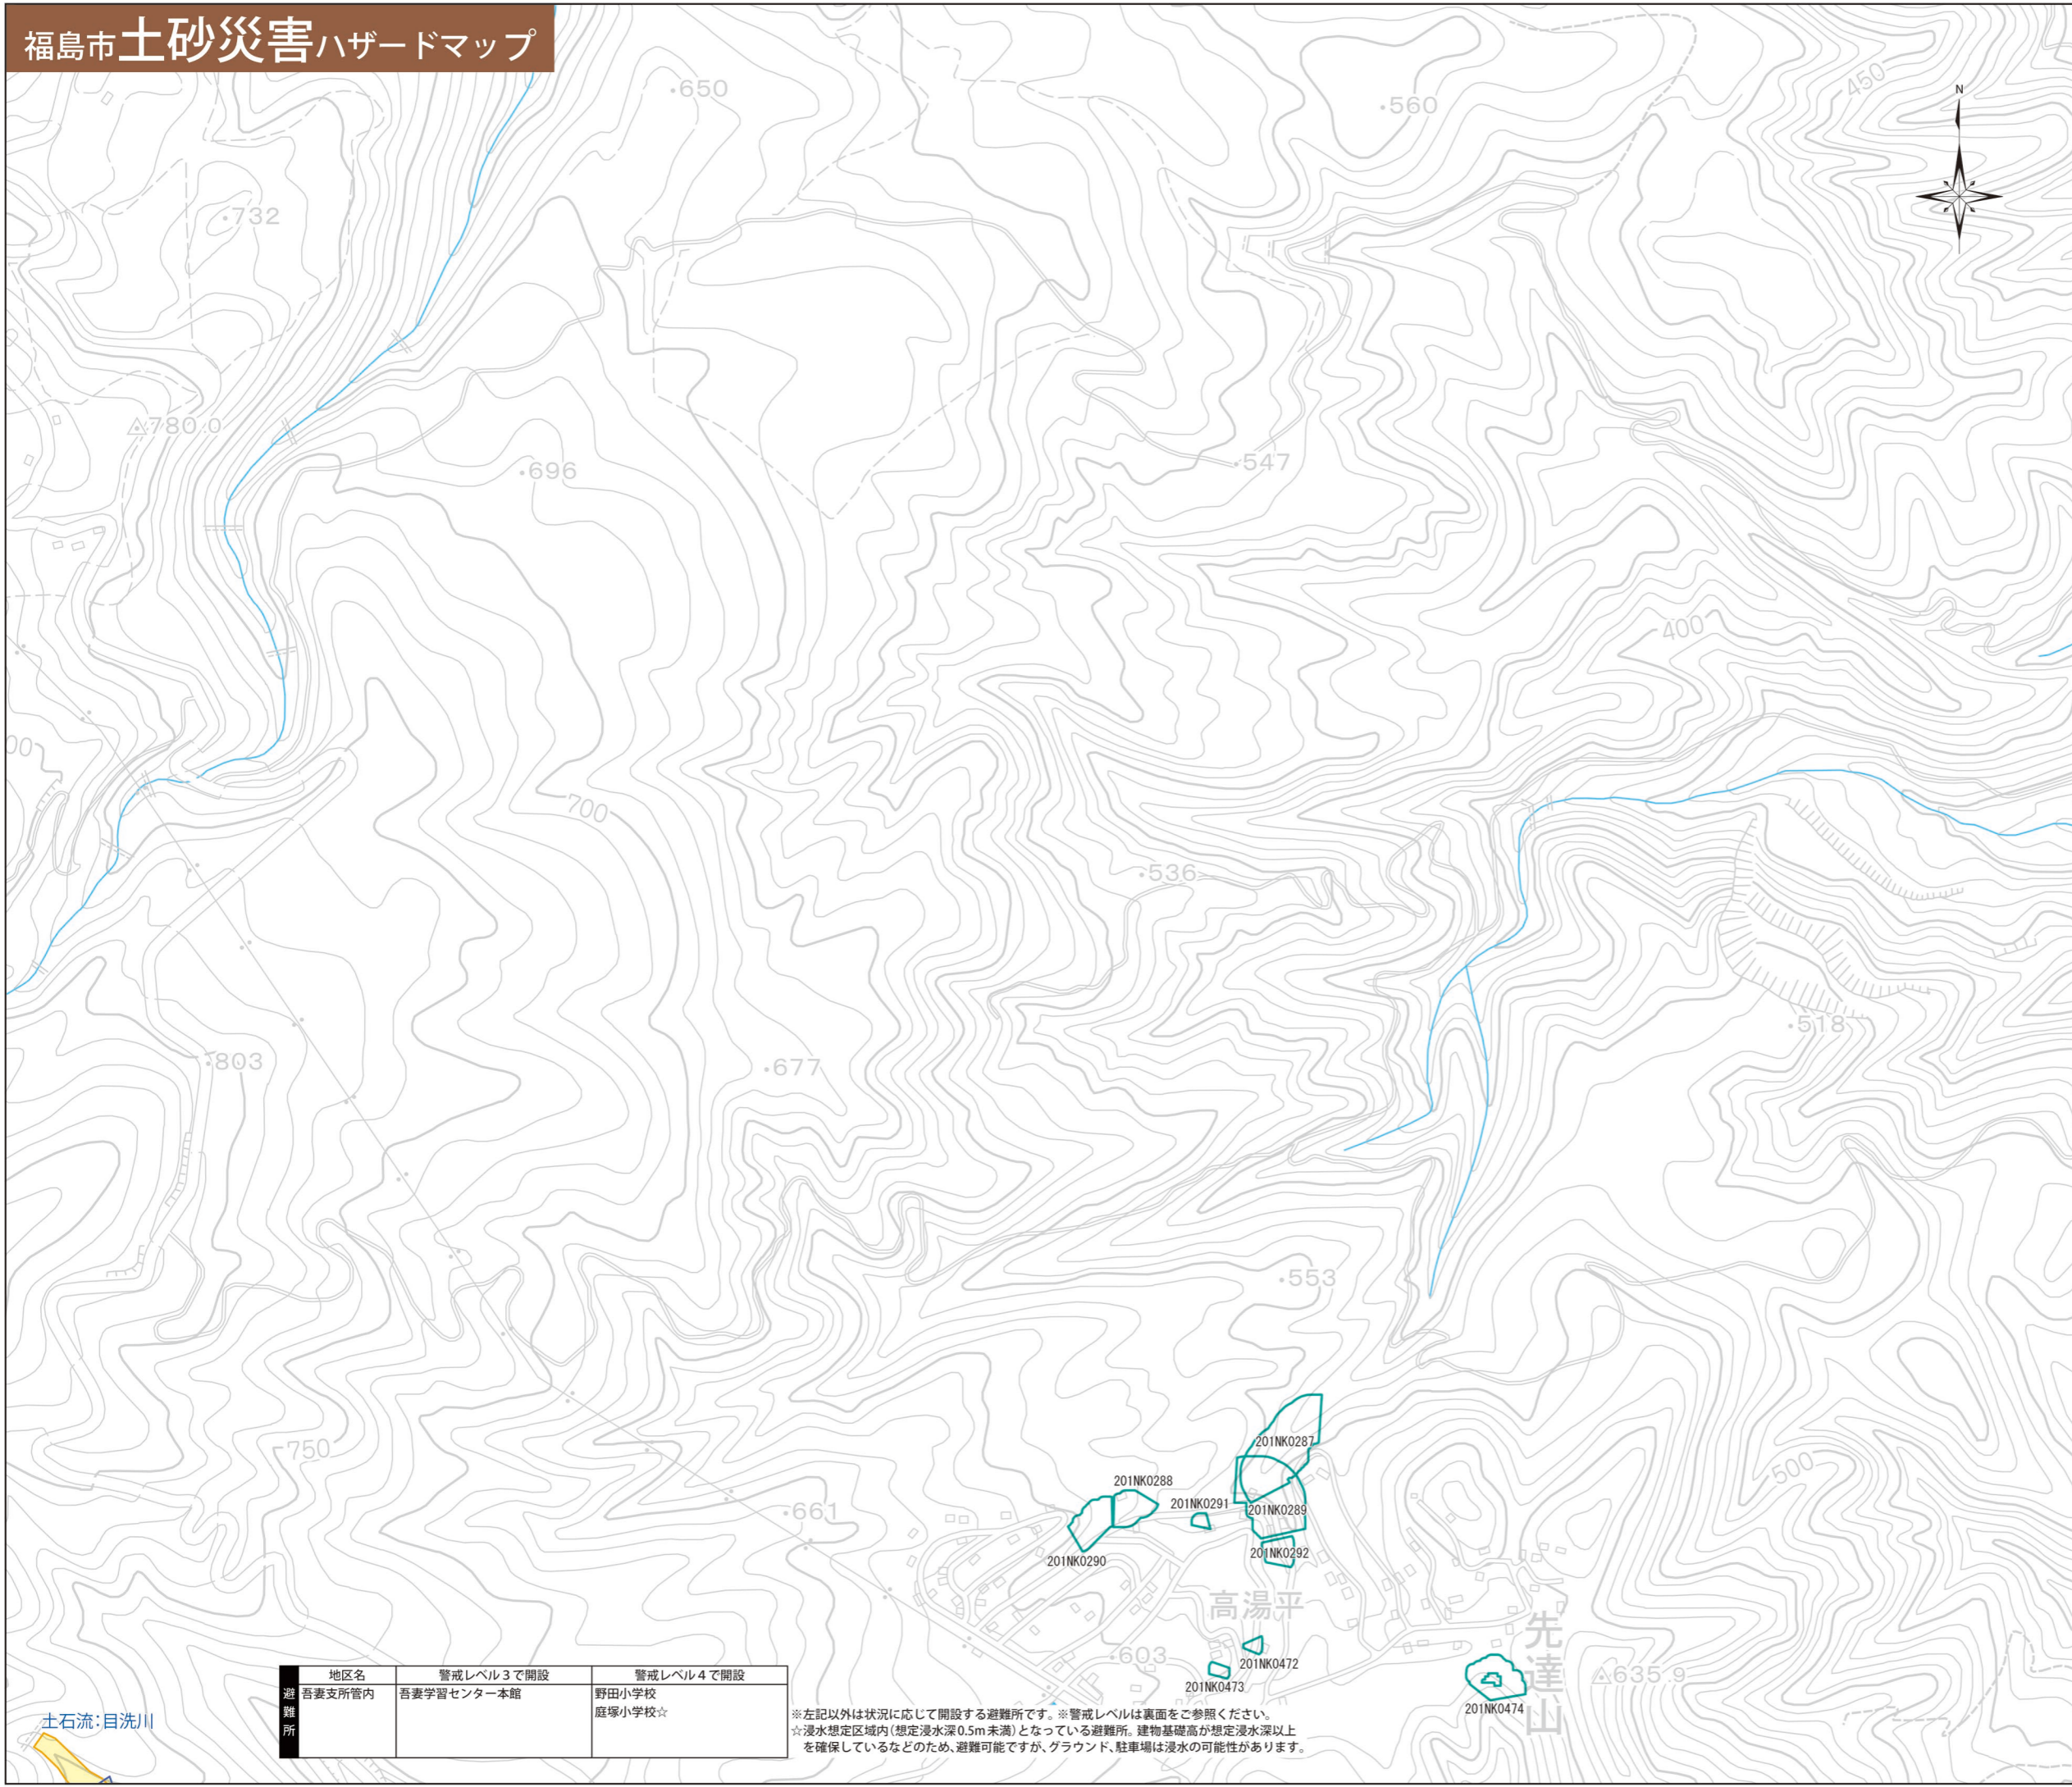 福島市土砂災害ハザードマップ
N
650
560
450
732
780.0
696
547
400
00
700
536
518
803
677
553
750
500
201NK0287
201NK0288
201NK0291
201NK0289
661
201NK0290
201NK0292
高湯平
先達山
603
201NK0472
201NK0473
635.9
201NK0474
土石流:目洗川
避難所
地区名 警戒レベル3で開設 警戒レベル4で開設
吾妻支所管内 吾妻学習センター本館 野田小学校
庭塚小学校☆
※左記以外は状況に応じて開設する避難所です。※警戒レベルは裏面をご参照ください。
☆浸水想定区域内(想定浸水深0.5m未満)となっている避難所。建物基礎高が想定浸水深以上
を確保しているなどのため、避難可能ですが、グラウンド、駐車場は浸水の可能性があります。